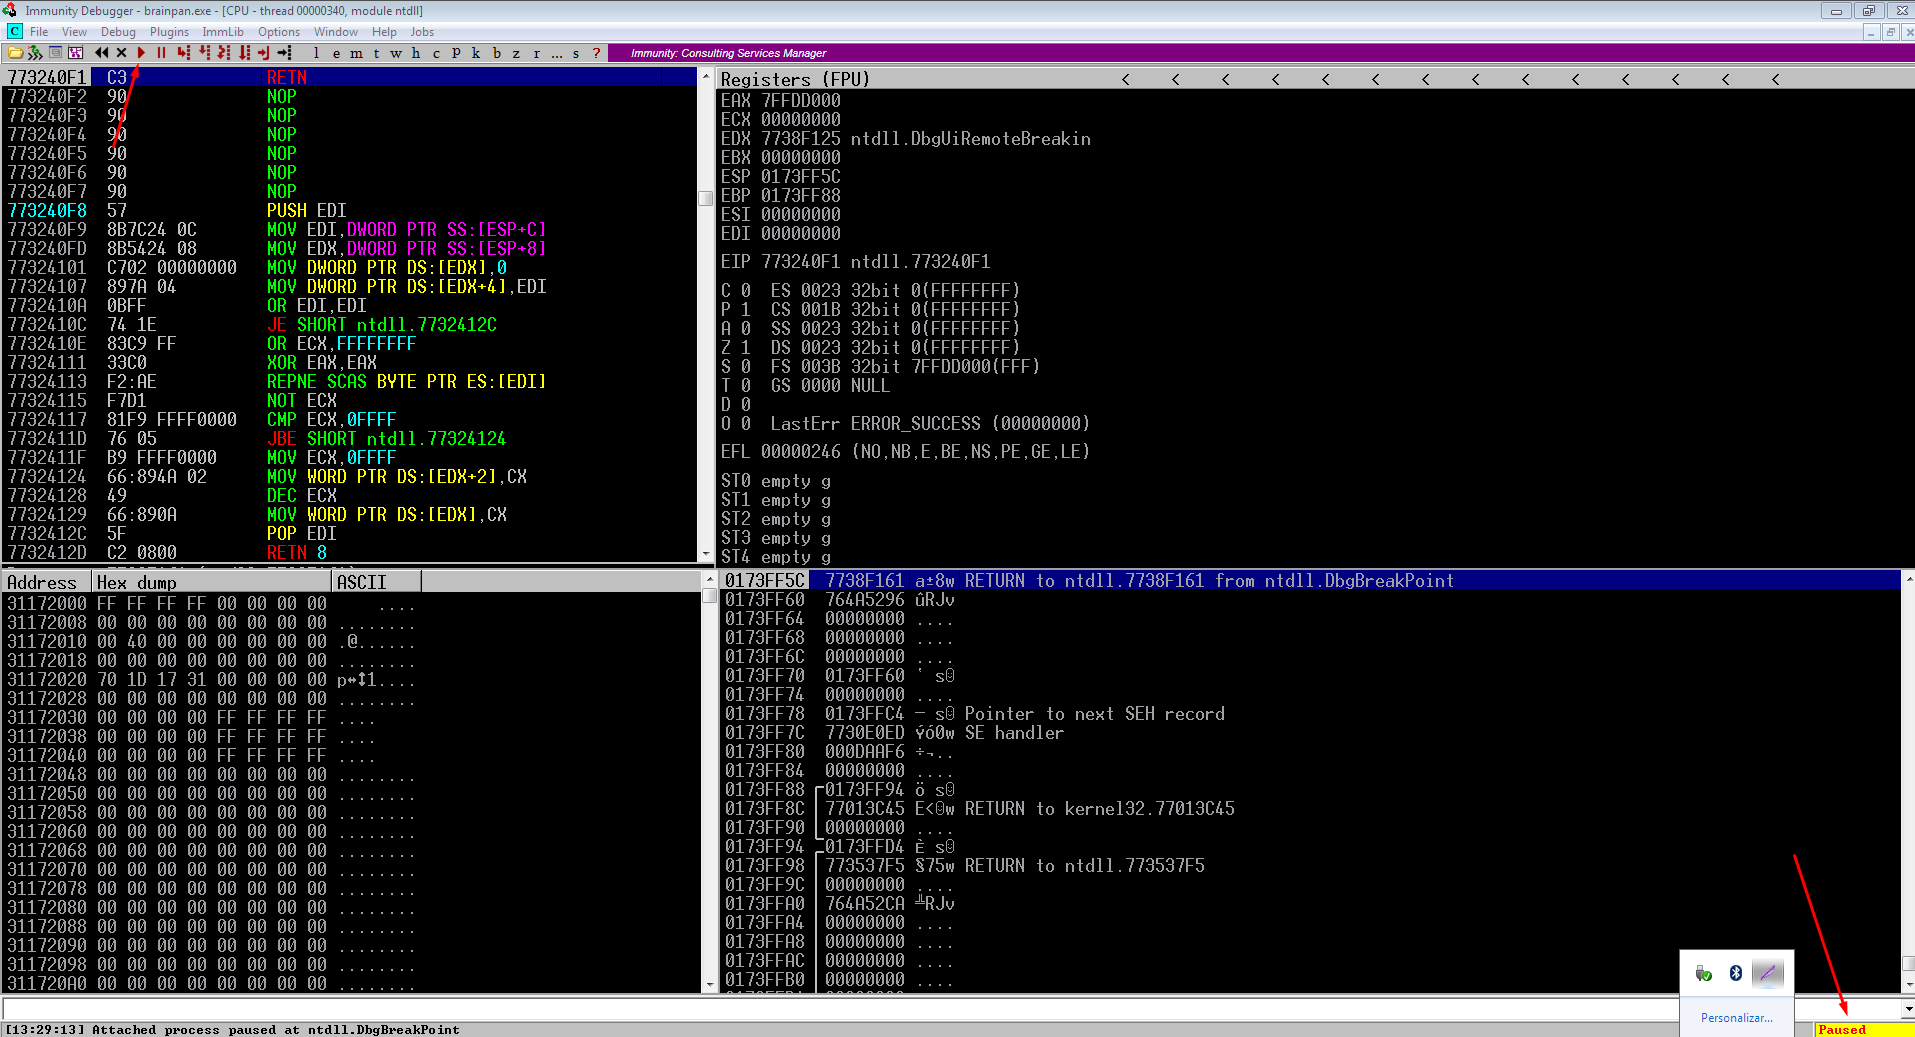 Immunity Debugger - brainpan.exe - [CPU - thread 00000340, module ntdll]
C File View Debug Plugins ImmLib Options Window Help Jobs
l e m t w h c P k b z r ... s ? Immunity: Consulting Services Manager
773240F1 C3 RETN
773240F2 90 NOP
773240F3 90 NOP
773240F4 90 NOP
773240F5 90 NOP
773240F6 90 NOP
773240F7 90 NOP
773240F8 57 PUSH EDI
773240F9 8B7C24 0C MOV EDI,DWORD PTR SS:[ESP+C]
773240FD 8B5424 08 MOV EDX,DWORD PTR SS:[ESP+8]
77324101 C702 00000000 MOV DWORD PTR DS:[EDX],0
77324107 897A 04 MOV DWORD PTR DS:[EDX+4],EDI
7732410A 0BFF OR EDI,EDI
7732410C 74 1E JE SHORT ntdll.7732412C
7732410E 83C9 FF OR ECX,FFFFFFFF
77324111 33C0 XOR EAX,EAX
77324113 F2:AE REPNE SCAS BYTE PTR ES:[EDI]
77324115 F7D1 NOT ECX
77324117 81F9 FFFF0000 CMP ECX,0FFFF
7732411D 76 05 JBE SHORT ntdll.77324124
7732411F B9 FFFF0000 MOV ECX,0FFFF
77324124 66:894A 02 MOV WORD PTR DS:[EDX+2],CX
77324128 49 DEC ECX
77324129 66:890A MOV WORD PTR DS:[EDX],CX
7732412C 5F POP EDI
7732412D C2 0800 RETN 8
Registers (FPU) < < < < < < < < < < < < < <
EAX 7FFDD000
ECX 00000000
EDX 7738F125 ntdll.DbgUiRemoteBreakin
EBX 00000000
ESP 0173FF5C
EBP 0173FF88
ESI 00000000
EDI 00000000
EIP 773240F1 ntdll.773240F1
C 0 ES 0023 32bit 0(FFFFFFFF)
P 1 CS 001B 32bit 0(FFFFFFFF)
A 0 SS 0023 32bit 0(FFFFFFFF)
Z 1 DS 0023 32bit 0(FFFFFFFF)
S 0 FS 003B 32bit 7FFDD000(FFF)
T 0 GS 0000 NULL
D 0
O 0 LastErr ERROR_SUCCESS (00000000)
EFL 00000246 (NO,NB,E,BE,NS,PE,GE,LE)
ST0 empty g
ST1 empty g
ST2 empty g
ST3 empty g
ST4 empty g
Address Hex dump ASCII
31172000 FF FF FF FF 00 00 00 00 ....
31172008 00 00 00 00 00 00 00 00 ........
31172010 00 40 00 00 00 00 00 00 .@......
31172018 00 00 00 00 00 00 00 00 ........
31172020 70 1D 17 31 00 00 00 00 p↔↨1....
31172028 00 00 00 00 00 00 00 00 ........
31172030 00 00 00 00 FF FF FF FF ....
31172038 00 00 00 00 FF FF FF FF ....
31172040 00 00 00 00 FF FF FF FF ....
31172048 00 00 00 00 00 00 00 00 ........
31172050 00 00 00 00 00 00 00 00 ........
31172058 00 00 00 00 00 00 00 00 ........
31172060 00 00 00 00 00 00 00 00 ........
31172068 00 00 00 00 00 00 00 00 ........
31172070 00 00 00 00 00 00 00 00 ........
31172078 00 00 00 00 00 00 00 00 ........
31172080 00 00 00 00 00 00 00 00 ........
31172088 00 00 00 00 00 00 00 00 ........
31172090 00 00 00 00 00 00 00 00 ........
31172098 00 00 00 00 00 00 00 00 ........
311720A0 00 00 00 00 00 00 00 00 ........
0173FF5C 7738F161 a±8w RETURN to ntdll.7738F161 from ntdll.DbgBreakPoint
0173FF60 764A5296 ûRJv
0173FF64 00000000 ....
0173FF68 00000000 ....
0173FF6C 00000000 ....
0173FF70 0173FF60 ` s
0173FF74 00000000 ....
0173FF78 0173FFC4 ─ s Pointer to next SEH record
0173FF7C 7730E0ED Ýó0w SE handler
0173FF80 000DAAF6 ÷¬..
0173FF84 00000000 ....
0173FF88 0173FF94 ö s
0173FF8C 77013C45 E<w RETURN to kernel32.77013C45
0173FF90 00000000 ....
0173FF94 0173FFD4 È s
0173FF98 773537F5 §75w RETURN to ntdll.773537F5
0173FF9C 00000000 ....
0173FFA0 764A52CA ╩RJv
0173FFA4 00000000 ....
0173FFA8 00000000 ....
0173FFAC 00000000 ....
0173FFB0 00000000 ....
Personalizar...
[13:29:13] Attached process paused at ntdll.DbgBreakPoint
Paused